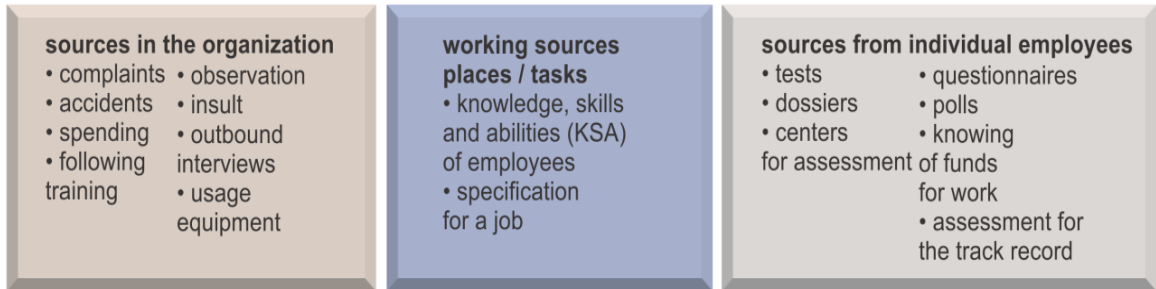 sources in the organization
• complaints
• accidents
• spending
• following
training
• observation
• insult
• outbound
interviews
• usage
equipment
working sources
places / tasks
• knowledge, skills
and abilities (KSA)
of employees
• specification
for a job
sources from individual employees
• tests
• dossiers
• centers
for assessment
• questionnaires
• polls
• knowing
of funds
for work
• assessment for
the track record